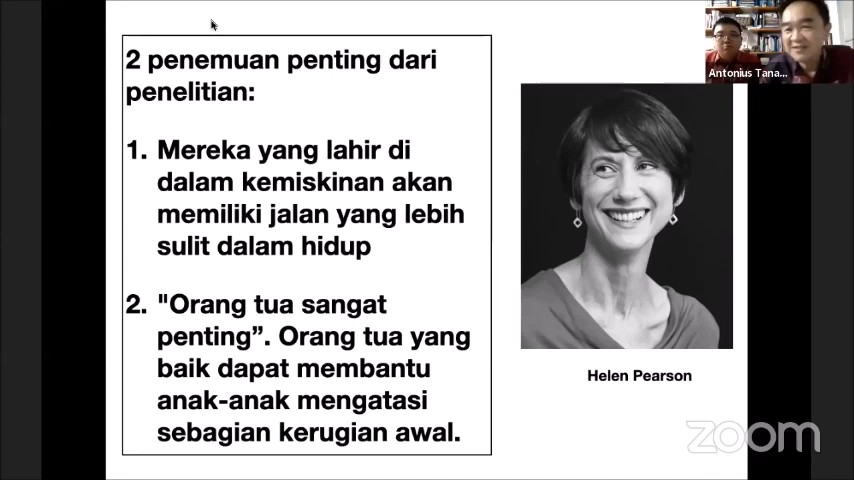 2 penemuan penting dari
penelitian:
1. Mereka yang lahir di
dalam kemiskinan akan
memiliki jalan yang lebih
sulit dalam hidup
2. "Orang tua sangat
penting”. Orang tua yang
baik dapat membantu
anak-anak mengatasi
sebagian kerugian awal.
Antonius Tana...
Helen Pearson
zoom